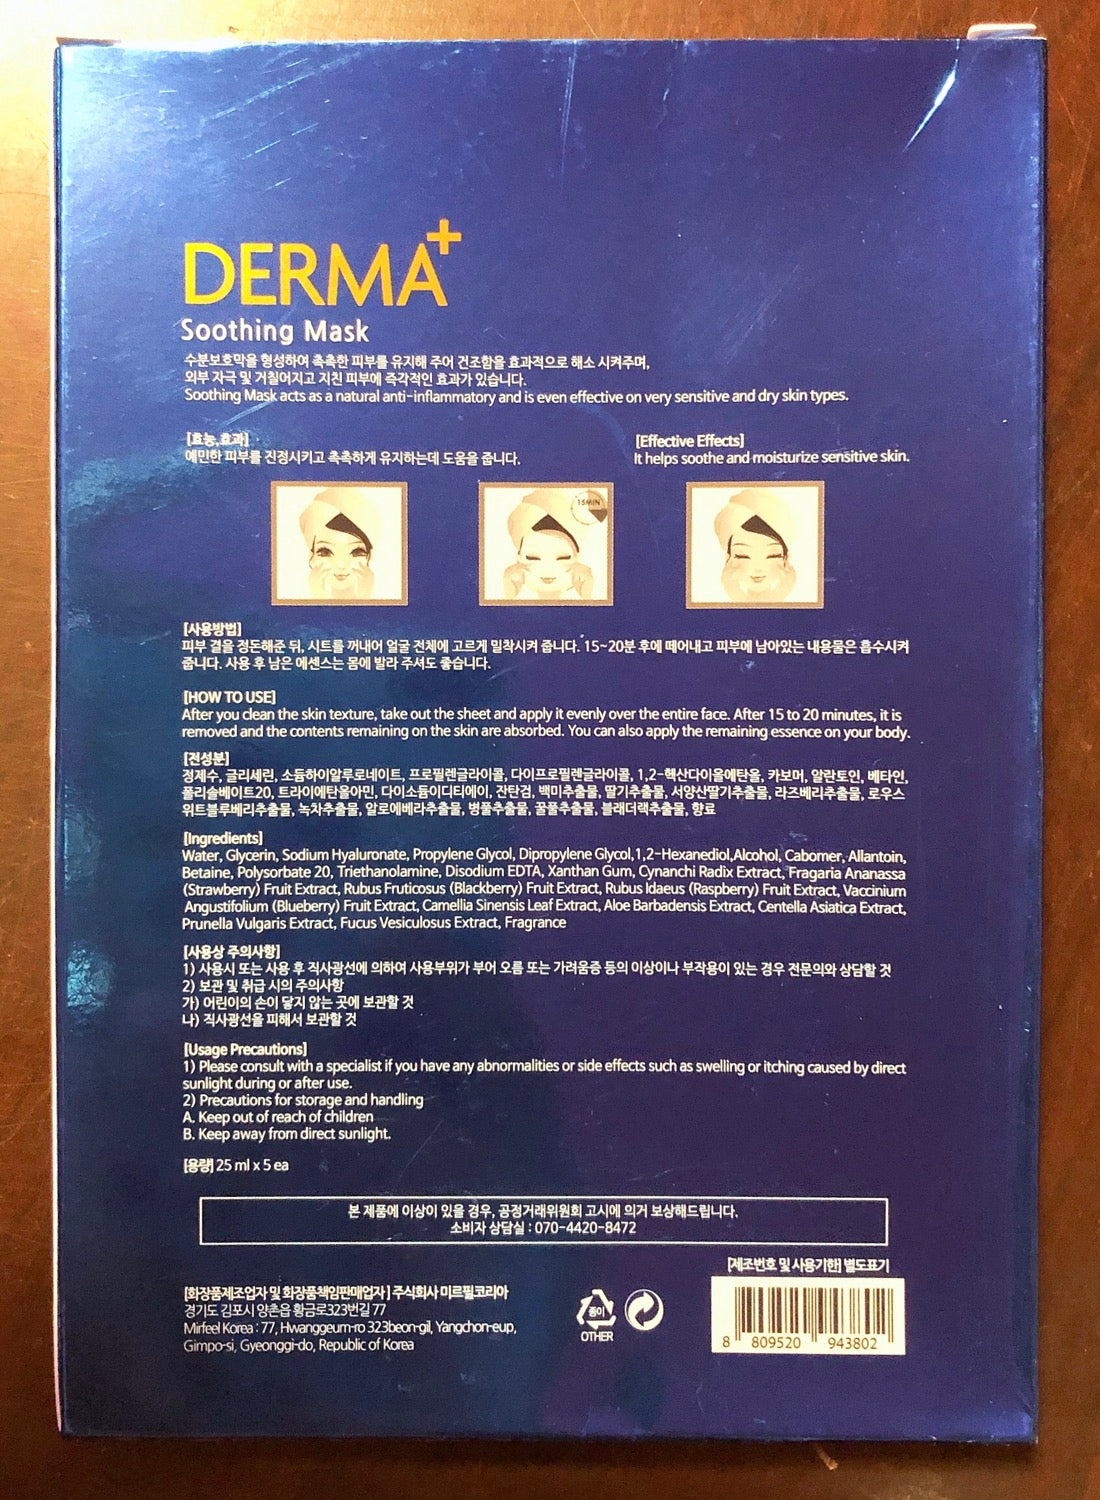 DERMA+
Soothing Mask
수분보호막을 형성하여 촉촉한 피부를 유지해 주어 건조함을 효과적으로 해소 시켜주며,
외부 자극 및 거칠어지고 지친 피부에 즉각적인 효과가 있습니다.
Soothing Mask acts as a natural anti-inflammatory and is even effective on very sensitive and dry skin types.
[효능,효과]
예민한 피부를 진정시키고 촉촉하게 유지하는데 도움을 줍니다.
[Effective Effects]
It helps soothe and moisturize sensitive skin.
15MIN
[사용방법]
피부 결을 정돈해준 뒤, 시트를 꺼내어 얼굴 전체에 고르게 밀착시켜 줍니다. 15~20분 후에 떼어내고 피부에 남아있는 내용물은 흡수시켜
줍니다. 사용 후 남은 에센스는 몸에 발라 주셔도 좋습니다.
[HOW TO USE]
After you clean the skin texture, take out the sheet and apply it evenly over the entire face. After 15 to 20 minutes, it is
removed and the contents remaining on the skin are absorbed. You can also apply the remaining essence on your body.
[전성분]
정제수, 글리세린, 소듐하이알루로네이트, 프로필렌글라이콜, 다이프로필렌글라이콜, 1,2-헥산다이올에탄올, 카보머, 알란토인, 베타인,
폴리솔베이트20, 트라이에탄올아민, 다이소듐이디티에이, 잔탄검, 백미추출물, 딸기추출물, 서양산딸기추출물, 라즈베리추출물, 로우스
위트블루베리추출물, 녹차추출물, 알로에베라추출물, 병풀추출물, 꿀풀추출물, 블래더랙추출물, 향료
[Ingredients]
Water, Glycerin, Sodium Hyaluronate, Propylene Glycol, Dipropylene Glycol,1,2-Hexanediol,Alcohol, Cabomer, Allantoin,
Betaine, Polysorbate 20, Triethanolamine, Disodium EDTA, Xanthan Gum, Cynanchi Radix Extract, Fragaria Ananassa
(Strawberry) Fruit Extract, Rubus Fruticosus (Blackberry) Fruit Extract, Rubus Idaeus (Raspberry) Fruit Extract, Vaccinium
Angustifolium (Blueberry) Fruit Extract, Camellia Sinensis Leaf Extract, Aloe Barbadensis Extract, Centella Asiatica Extract,
Prunella Vulgaris Extract, Fucus Vesiculosus Extract, Fragrance
[사용상 주의사항]
1) 사용시 또는 사용 후 직사광선에 의하여 사용부위가 부어 오름 또는 가려움증 등의 이상이나 부작용이 있는 경우 전문의와 상담할 것
2) 보관 및 취급 시의 주의사항
가) 어린이의 손이 닿지 않는 곳에 보관할 것
나) 직사광선을 피해서 보관할 것
[Usage Precautions]
1) Please consult with a specialist if you have any abnormalities or side effects such as swelling or itching caused by direct
sunlight during or after use.
2) Precautions for storage and handling
A. Keep out of reach of children
B. Keep away from direct sunlight.
[용량] 25 ml x 5 ea
본 제품에 이상이 있을 경우, 공정거래위원회 고시에 의거 보상해드립니다.
소비자 상담실 : 070-4420-8472
[제조번호 및 사용기한] 별도표기
[화장품제조업자 및 화장품책임판매업자] 주식회사 미르필코리아
경기도 김포시 양촌읍 황금로323번길 77
Mirfeel Korea : 77, Hwanggeum-ro 323beon-gil, Yangchon-eup,
Gimpo-si, Gyeonggi-do, Republic of Korea
종이
OTHER
8 809520 943802